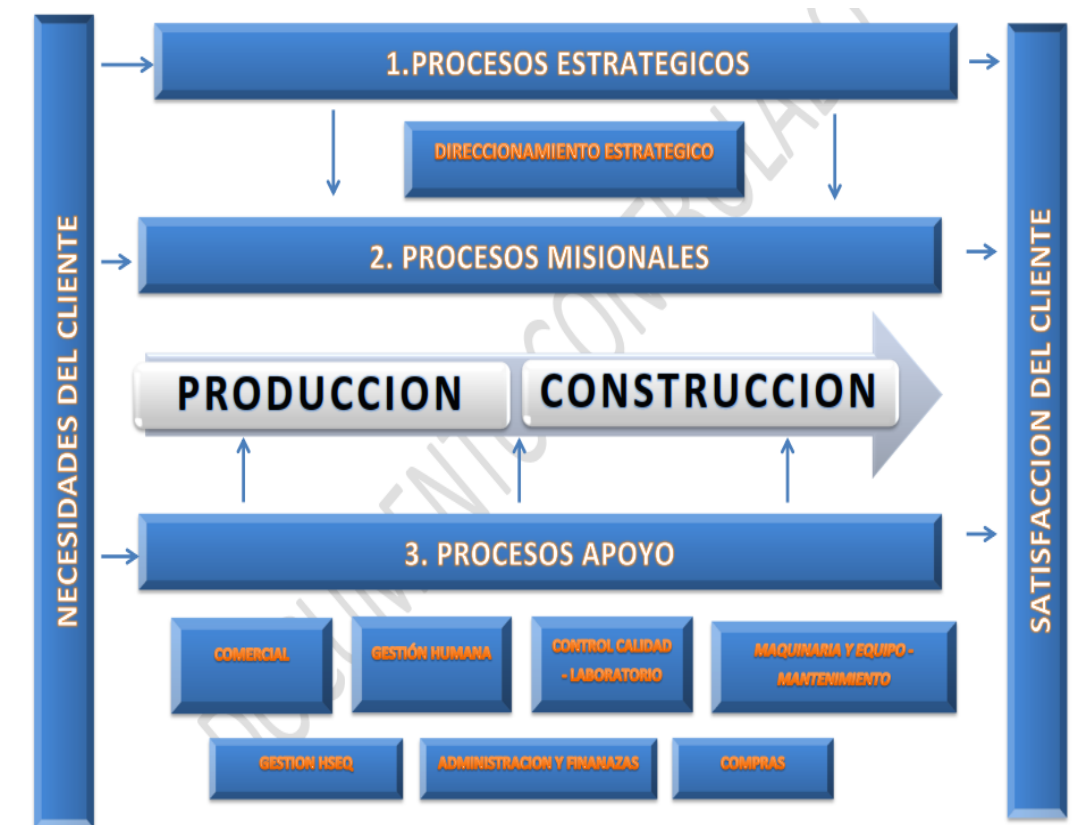 NECESIDADES DEL CLIENTE
1.PROCESOS ESTRATEGICOS
DIRECCIONAMIENTO ESTRATEGICO
2. PROCESOS MISIONALES
PRODUCCION
CONSTRUCCION
3. PROCESOS APOYO
COMERCIAL
GESTIÓN HUMANA
CONTROL CALIDAD
- LABORATORIO
MAQUINARIA Y EQUIPO -
MANTENIMIENTO
GESTION HSEQ
ADMINISTRACION Y FINANAZAS
COMPRAS
SATISFACCION DEL CLIENTE